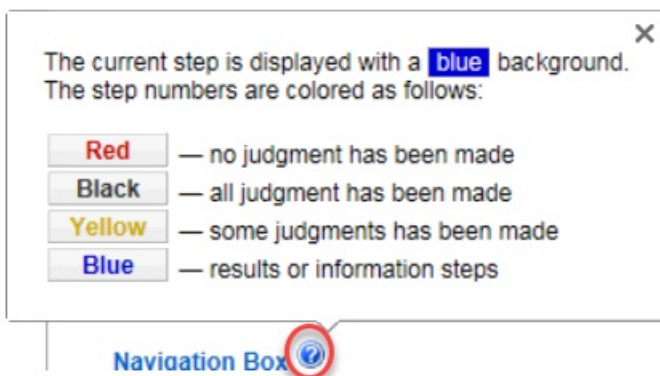 The current step is displayed with a blue background.
The step numbers are colored as follows:
Red — no judgment has been made
Black — all judgment has been made
Yellow — some judgments has been made
Blue — results or information steps
Navigation Box